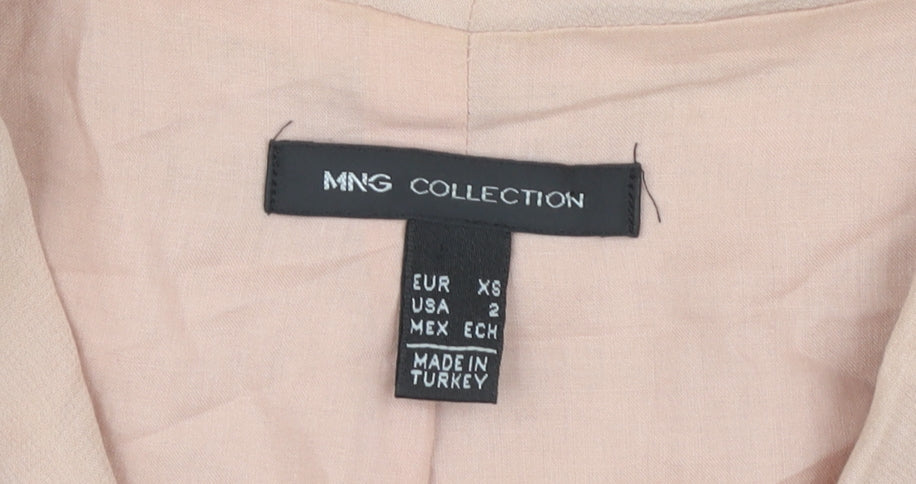 MNG COLLECTION
EUR XS
USA 2
MEX ECH
MADE IN
TURKEY